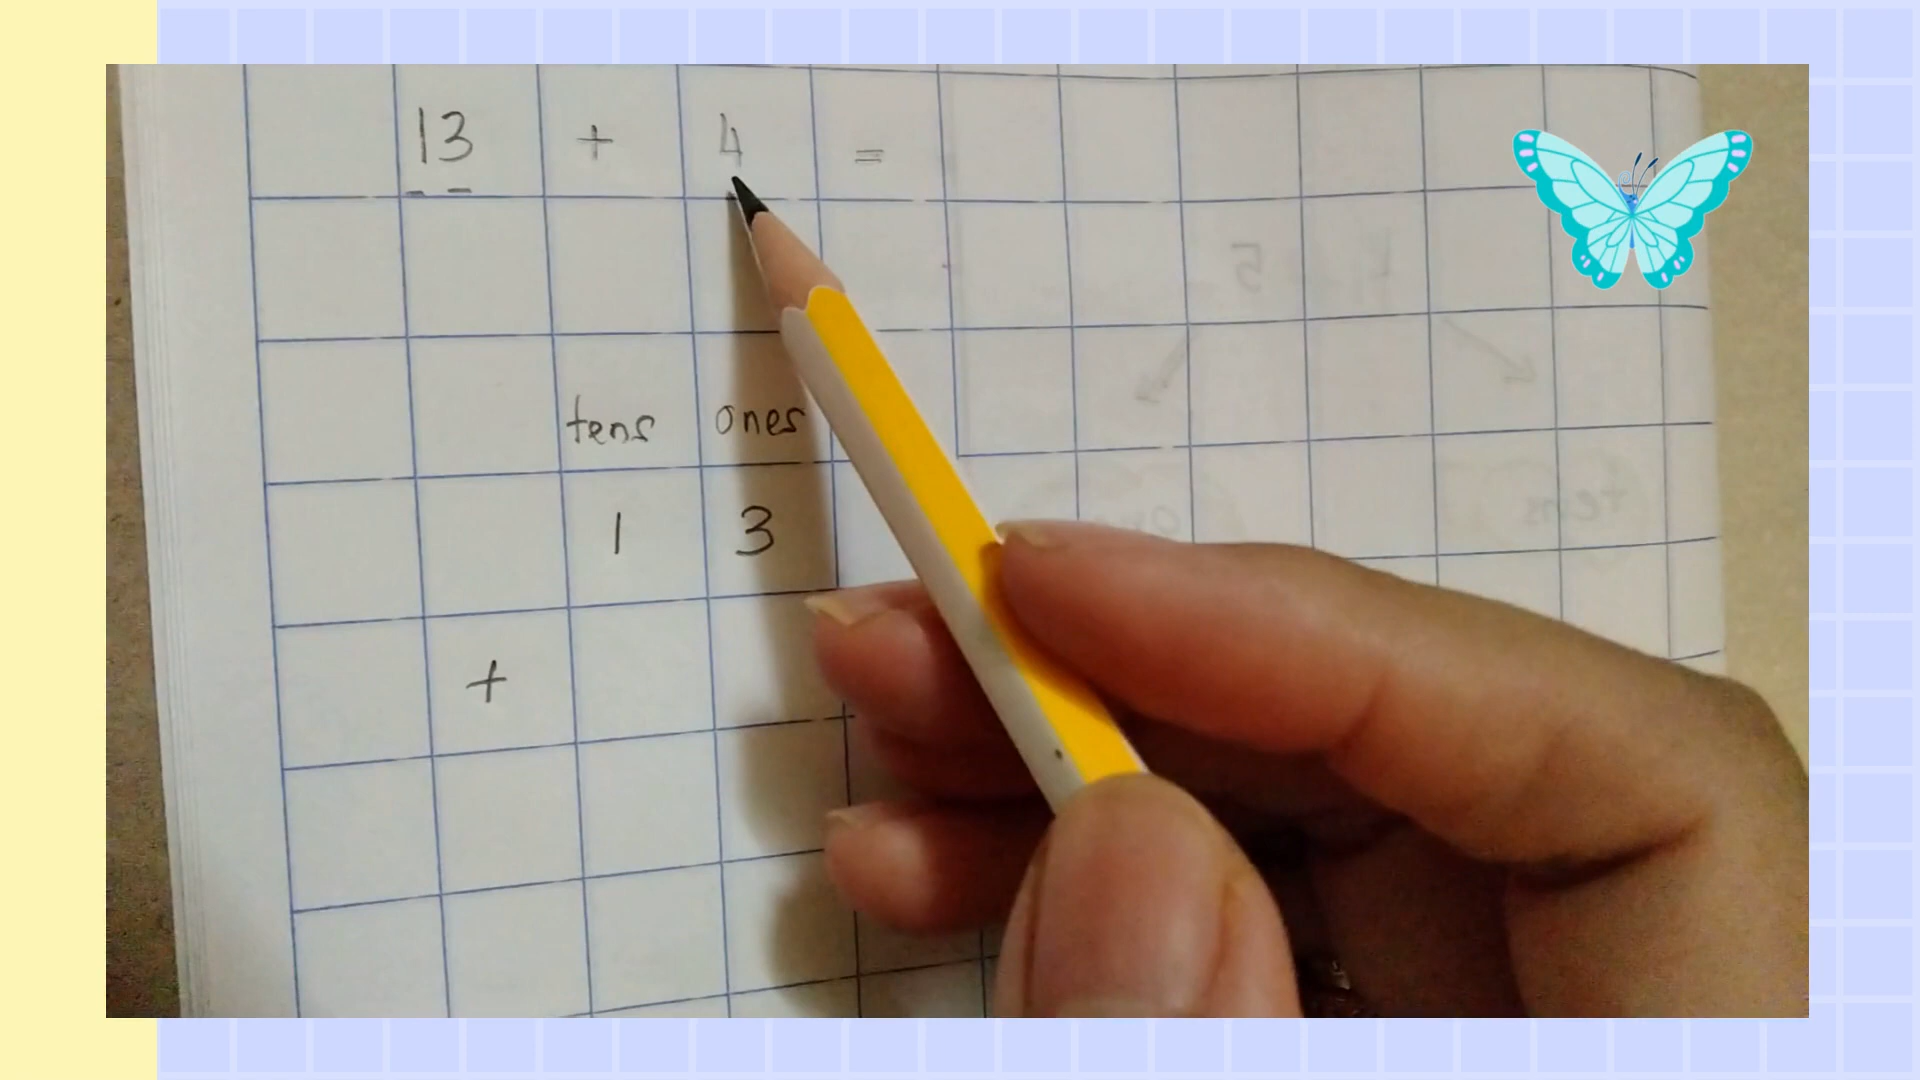 13 + 4 =
tens ones
1 3
+